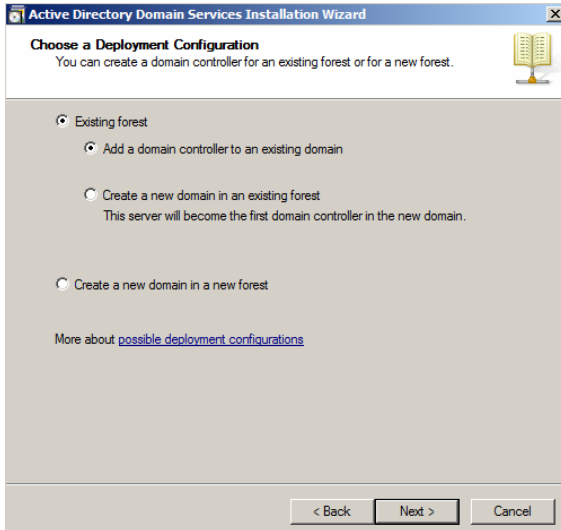 Active Directory Domain Services Installation Wizard
Choose a Deployment Configuration
You can create a domain controller for an existing forest or for a new forest.
Existing forest
Add a domain controller to an existing domain
Create a new domain in an existing forest
This server will become the first domain controller in the new domain.
Create a new domain in a new forest
More about possible deployment configurations
< Back Next > Cancel